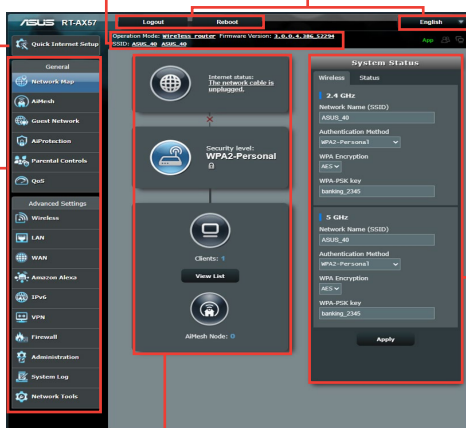 ASUS RT-AX57
Logout
Reboot
English
Operation Mode: Wireless router Firmware Version: 3.0.0.4.386_52294
SSID: ASUS_40 ASUS_40
App
Quick Internet Setup
General
Network Map
AiMesh
Guest Network
AiProtection
Parental Controls
QoS
Advanced Settings
Wireless
LAN
WAN
Amazon Alexa
IPv6
VPN
Firewall
Administration
System Log
Network Tools
Internet status:
The network cable is
unplugged.
Security level:
WPA2-Personal
Clients: 1
View List
AiMesh Node: 0
System Status
Wireless Status
2.4 GHz
Network Name (SSID)
ASUS_40
Authentication Method
WPA2-Personal
WPA Encryption
AES
WPA-PSK key
banking_2345
5 GHz
Network Name (SSID)
ASUS_40
Authentication Method
WPA2-Personal
WPA Encryption
AES
WPA-PSK key
banking_2345
Apply